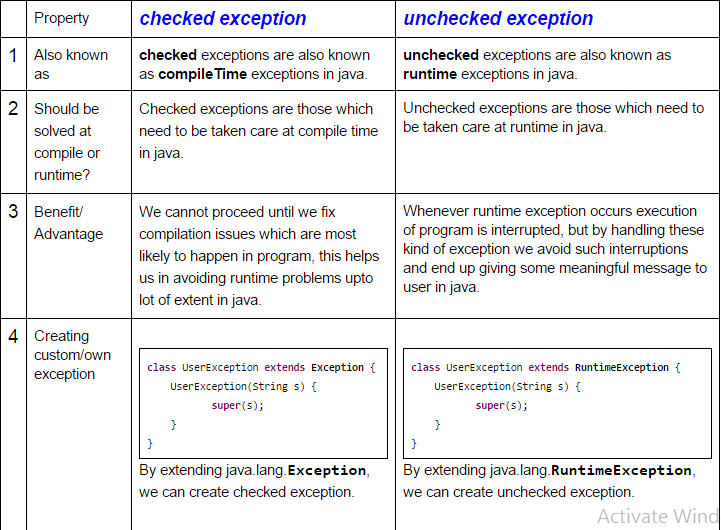 Property
checked exception
unchecked exception
1
Also known
as
checked exceptions are also known
as compileTime exceptions in java.
unchecked exceptions are also known as
runtime exceptions in java.
2
Should be
solved at
compile or
runtime?
Checked exceptions are those which
need to be taken care at compile time
in java.
Unchecked exceptions are those which need to
be taken care at runtime in java.
3
Benefit/
Advantage
We cannot proceed until we fix
compilation issues which are most
likely to happen in program, this helps
us in avoiding runtime problems upto
lot of extent in java.
Whenever runtime exception occurs execution
of program is interrupted, but by handling these
kind of exception we avoid such interruptions
and end up giving some meaningful message to
user in java.
4
Creating
custom/own
exception
class UserException extends Exception {
UserException(String s) {
super(s);
}
}
By extending java.lang.Exception,
we can create checked exception.
class UserException extends RuntimeException {
UserException(String s) {
super(s);
}
}
By extending java.lang.RuntimeException,
we can create unchecked exception.
Activate Wind